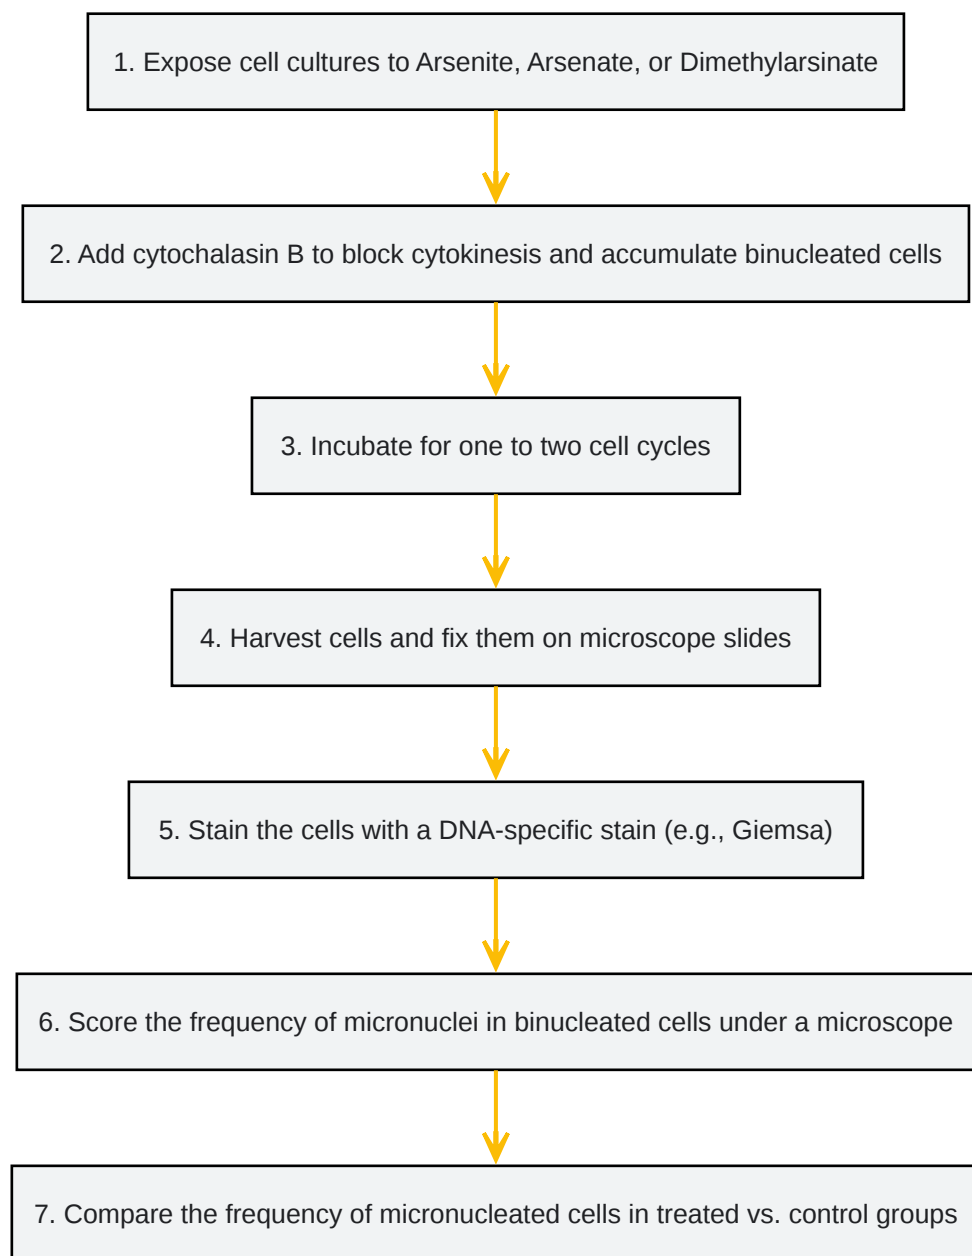 1. Expose cell cultures to Arsenite, Arsenate, or Dimethylarsinate
2. Add cytochalasin B to block cytokinesis and accumulate binucleated cells
3. Incubate for one to two cell cycles
4. Harvest cells and fix them on microscope slides
5. Stain the cells with a DNA-specific stain (e.g., Giemsa)
6. Score the frequency of micronuclei in binucleated cells under a microscope
7. Compare the frequency of micronucleated cells in treated vs. control groups